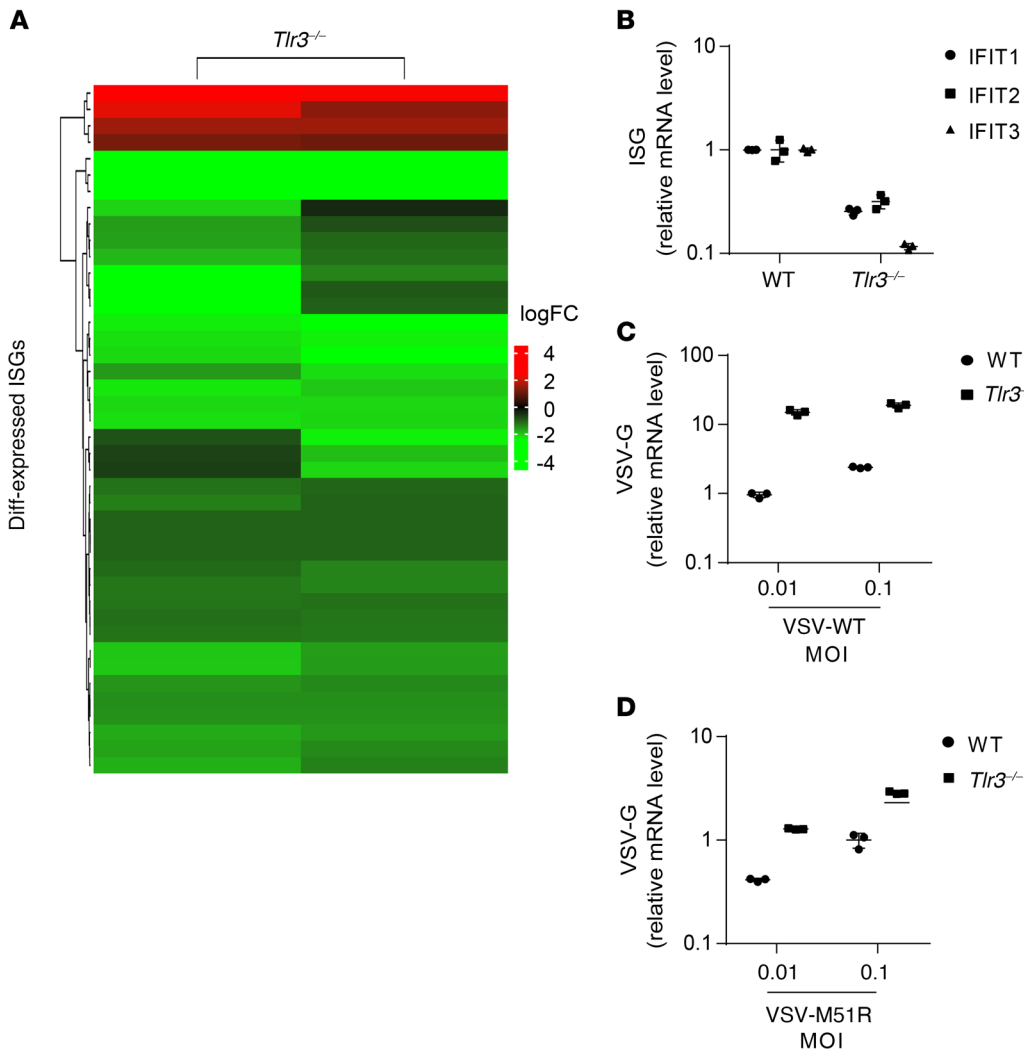 A
Tlr3–/–
Diff-expressed ISGs
logFC
4
2
0
-2
-4
B
ISG
(relative mRNA level)
10
1
0.1
WT
Tlr3–/–
IFIT1
IFIT2
IFIT3
C
VSV-G
(relative mRNA level)
100
10
1
0.1
0.01
0.1
VSV-WT
MOI
WT
Tlr3-
D
VSV-G
(relative mRNA level)
10
1
0.1
0.01
0.1
VSV-M51R
MOI
WT
Tlr3–/–